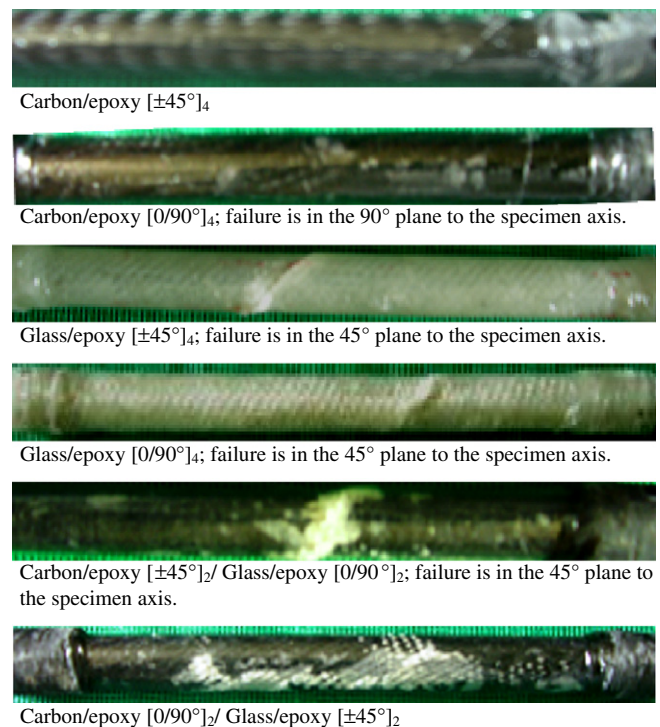 Carbon/epoxy [±45°]₄
Carbon/epoxy [0/90°]₄; failure is in the 90° plane to the specimen axis.
Glass/epoxy [±45°]₄; failure is in the 45° plane to the specimen axis.
Glass/epoxy [0/90°]₄; failure is in the 45° plane to the specimen axis.
Carbon/epoxy [±45°]₂/ Glass/epoxy [0/90°]₂; failure is in the 45° plane to
the specimen axis.
Carbon/epoxy [0/90°]₂/ Glass/epoxy [±45°]₂